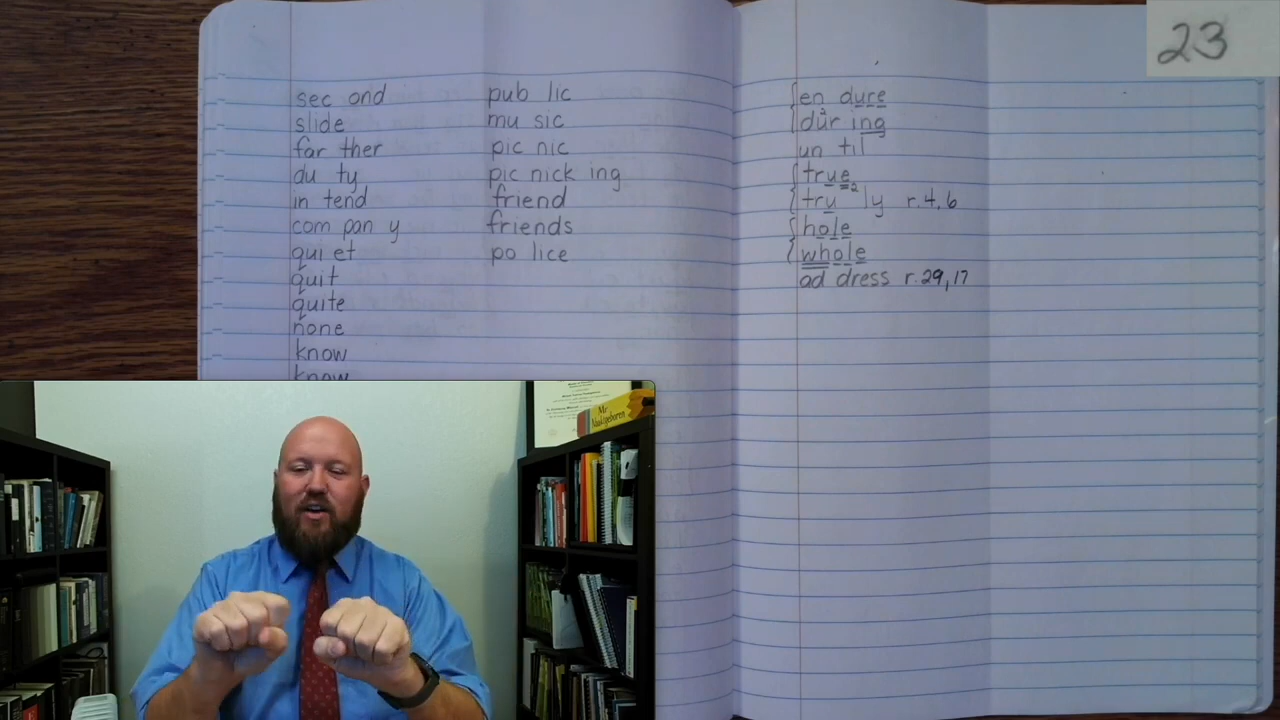 23
sec ond
slide
far ther
du ty
in tend
com pan y
qui et
quit
quite
none
know
know
pub lic
mu sic
pic nic
pic nick ing
friend
friends
po lice
en dure
dur ing
un til
true
tru ly r.4,6
hole
whole
ad dress r.29,17
Mr